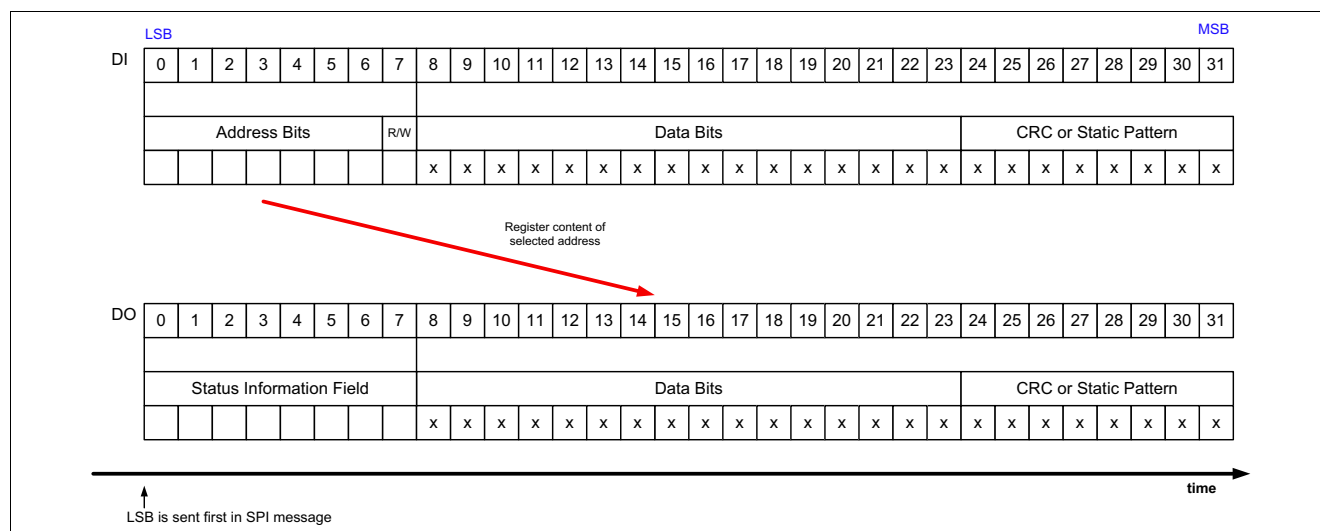 LSB MSB
DI 0 1 2 3 4 5 6 7 8 9 10 11 12 13 14 15 16 17 18 19 20 21 22 23 24 25 26 27 28 29 30 31
Address Bits R/W Data Bits CRC or Static Pattern
x x x x x x x x x x x x x x x x x x x x x x x x
Register content of
selected address
DO 0 1 2 3 4 5 6 7 8 9 10 11 12 13 14 15 16 17 18 19 20 21 22 23 24 25 26 27 28 29 30 31
Status Information Field Data Bits CRC or Static Pattern
x x x x x x x x x x x x x x x x x x x x x x x x
time
LSB is sent first in SPI message